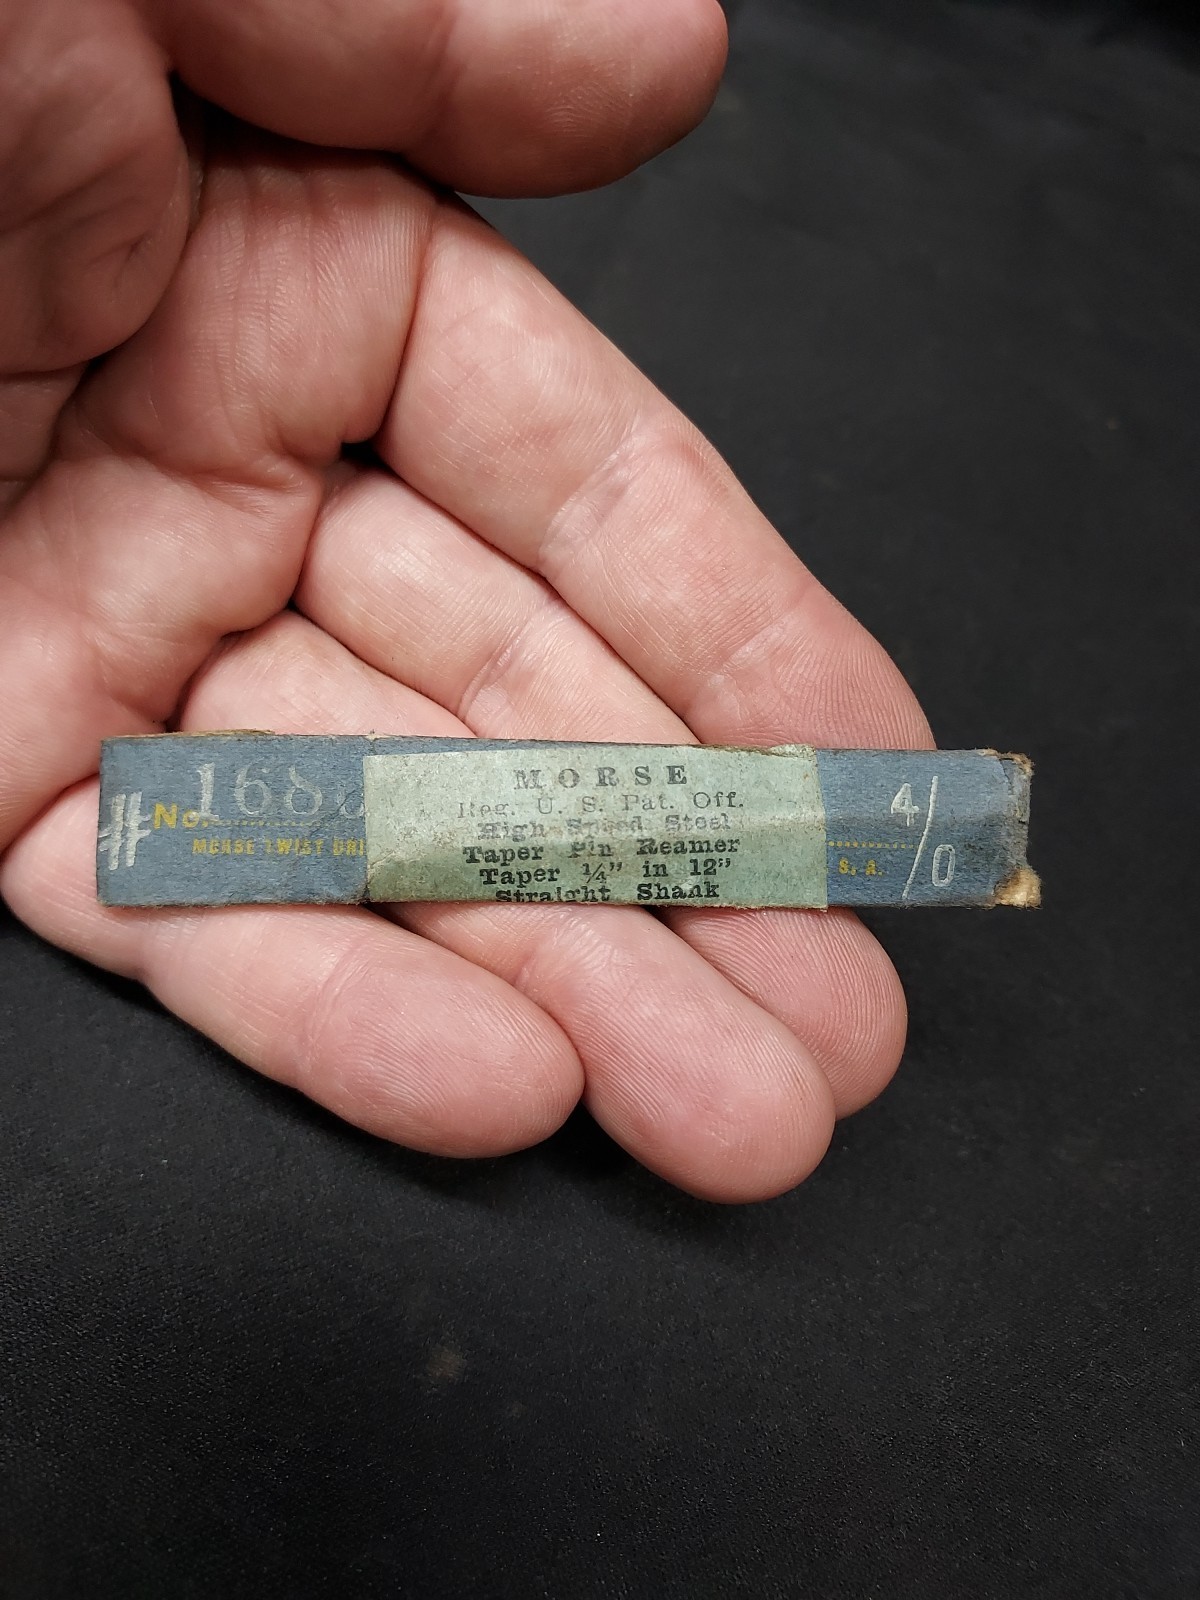 # No. 168
MORSE TWIST DRI
MORSE
Reg. U. S. Pat. Off.
High Speed Steel
Taper Pin Reamer
Taper ¼" in 12"
Straight Shank
4/0
S. A.